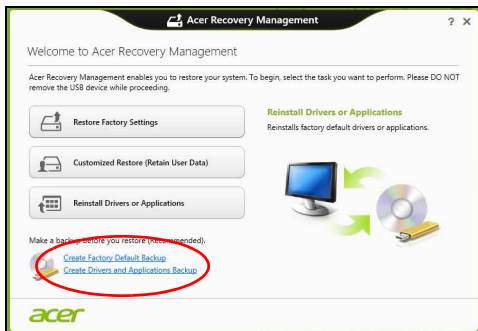 Acer Recovery Management
? X
Welcome to Acer Recovery Management
Acer Recovery Management enables you to restore your system. To begin, select the task you want to perform. Please DO NOT
remove the USB device while proceeding.
Restore Factory Settings
Customized Restore (Retain User Data)
Reinstall Drivers or Applications
Reinstall Drivers or Applications
Reinstalls factory default drivers or applications.
Make a backup before you restore (Recommended).
Create Factory Default Backup
Create Drivers and Applications Backup
acer